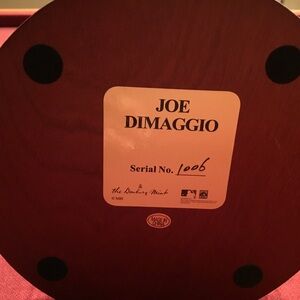 JOE
DIMAGGIO
Serial No. 1006
the Danbury Mint